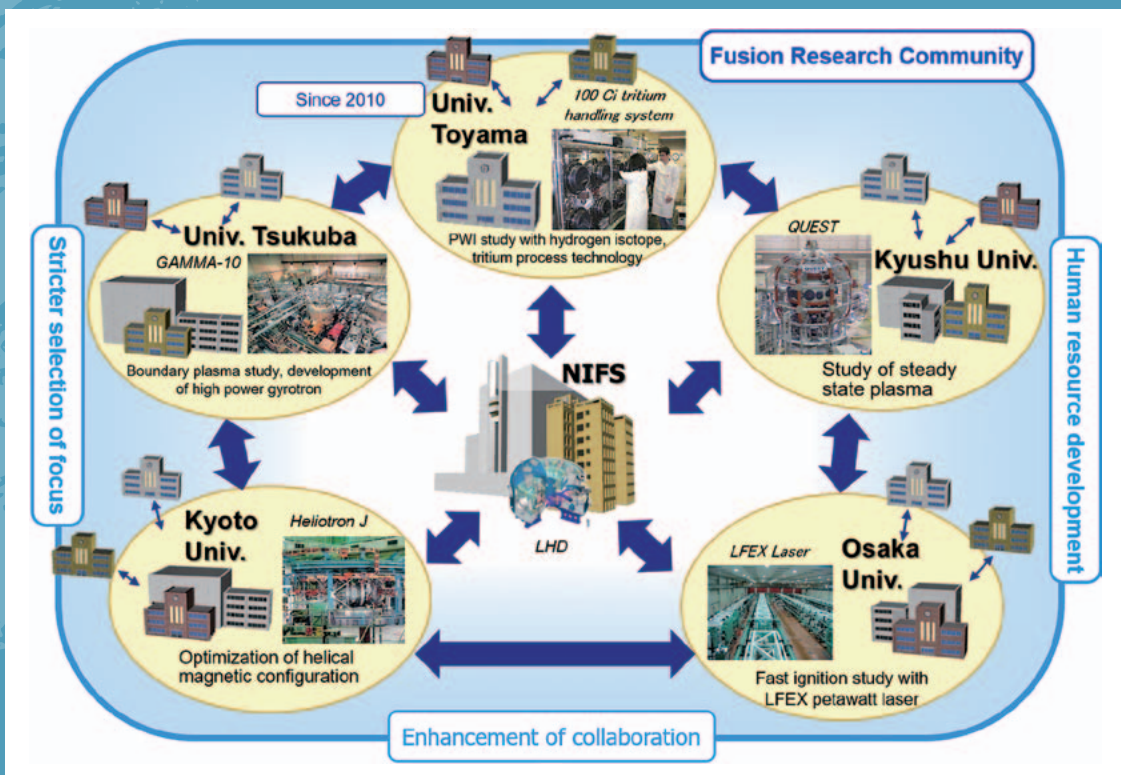 Fusion Research Community
Since 2010
Univ.
Toyama
100 Ci tritium
handling system
PWI study with hydrogen isotope,
tritium process technology
Univ. Tsukuba
GAMMA-10
Boundary plasma study, development
of high power gyrotron
QUEST
Kyushu Univ.
Study of steady
state plasma
Stricter selection of focus
Human resource development
NIFS
LHD
Kyoto
Univ.
Heliotron J
Optimization of helical
magnetic configuration
LFEX Laser
Osaka
Univ.
Fast ignition study with
LFEX petawatt laser
Enhancement of collaboration